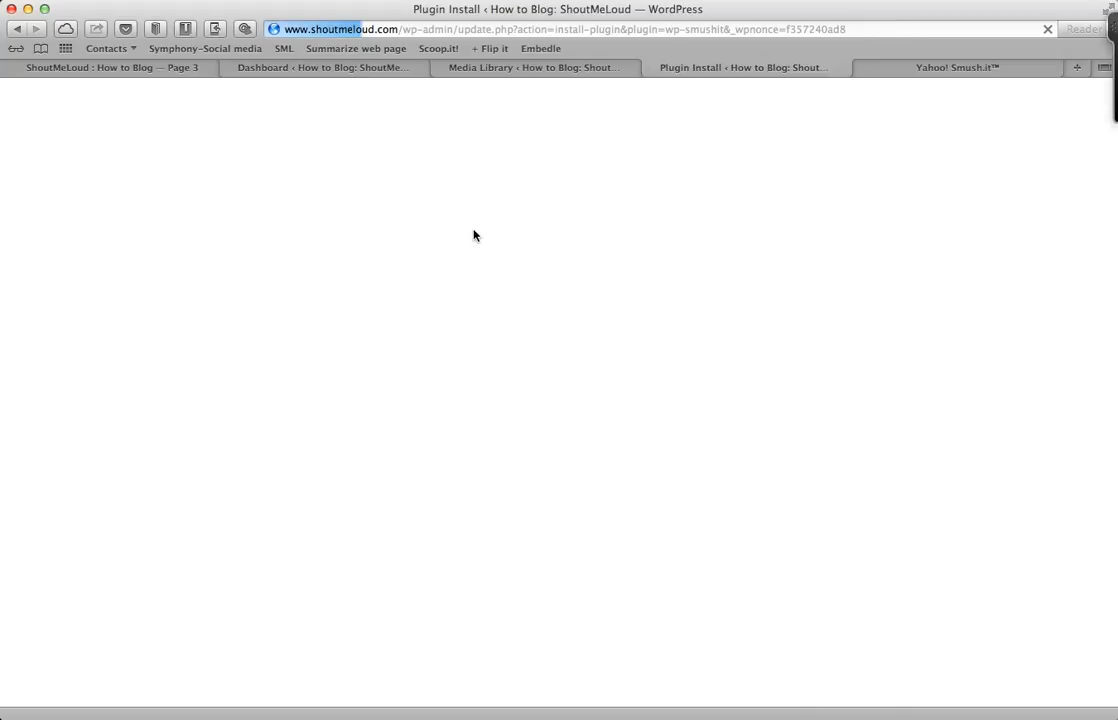 Plugin Install ‹ How to Blog: ShoutMeLoud — WordPress
www.shoutmeloud.com/wp-admin/update.php?action=install-plugin&plugin=wp-smushit&_wpnonce=f357240ad8
Reader
Contacts Symphony-Social media SML Summarize web page Scoop.it! + Flip it Embedle
ShoutMeLoud : How to Blog — Page 3 Dashboard ‹ How to Blog: ShoutMe... Media Library ‹ How to Blog: Shout... Plugin Install ‹ How to Blog: Shout... Yahoo! Smush.it™